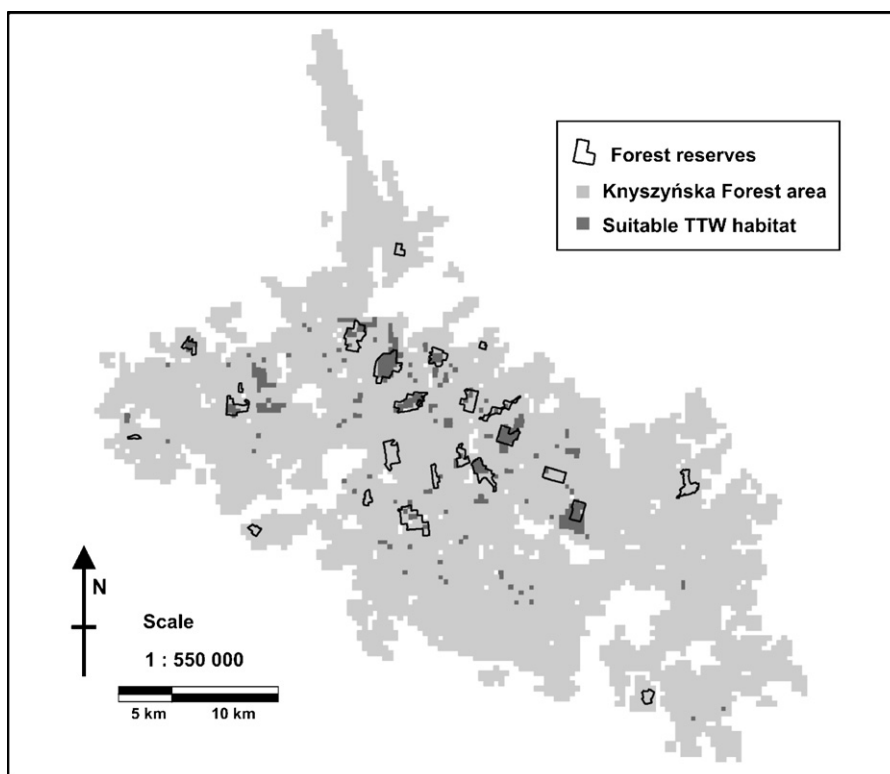 Forest reserves
Knyszyńska Forest area
Suitable TTW habitat
N
Scale
1 : 550 000
5 km 10 km